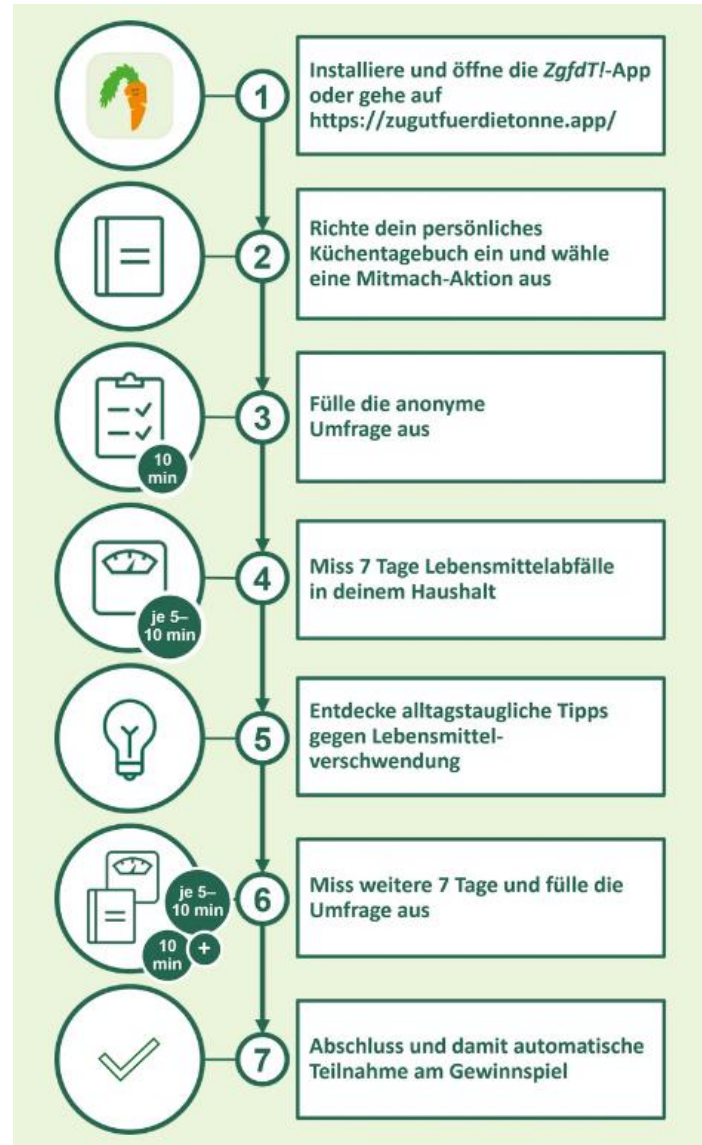 1
Installiere und öffne die ZgfdT!-App
oder gehe auf
https://zugutfuerdietonne.app/
2
Richte dein persönliches
Küchentagebuch ein und wähle
eine Mitmach-Aktion aus
10
min
3
Fülle die anonyme
Umfrage aus
je 5–
10 min
4
Miss 7 Tage Lebensmittelabfälle
in deinem Haushalt
5
Entdecke alltagstaugliche Tipps
gegen Lebensmittel-
verschwendung
je 5–
10 min
10
min
+
6
Miss weitere 7 Tage und fülle die
Umfrage aus
7
Abschluss und damit automatische
Teilnahme am Gewinnspiel